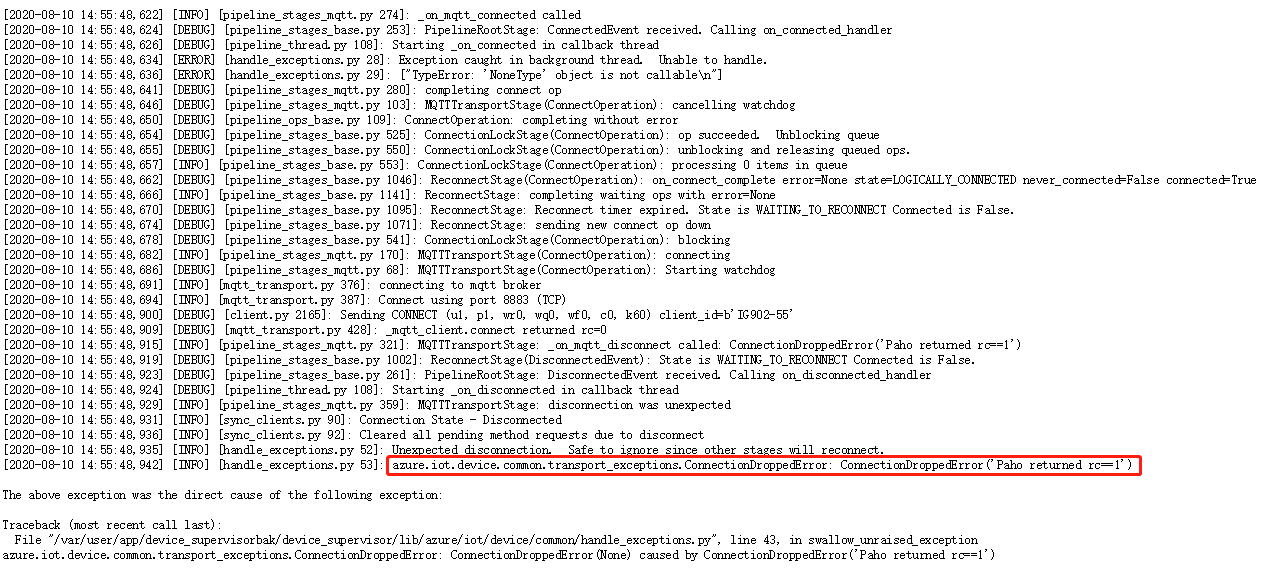 [2020-08-10 14:55:48,622] [INFO] [pipeline_stages_mqtt.py 274]: _on_mqtt_connected called
[2020-08-10 14:55:48,624] [DEBUG] [pipeline_stages_base.py 253]: PipelineRootStage: ConnectedEvent received. Calling on_connected_handler
[2020-08-10 14:55:48,626] [DEBUG] [pipeline_thread.py 108]: Starting _on_connected in callback thread
[2020-08-10 14:55:48,634] [ERROR] [handle_exceptions.py 28]: Exception caught in background thread.  Unable to handle.
[2020-08-10 14:55:48,636] [ERROR] [handle_exceptions.py 29]: ["TypeError: 'NoneType' object is not callable\n"]
[2020-08-10 14:55:48,641] [DEBUG] [pipeline_stages_mqtt.py 280]: completing connect op
[2020-08-10 14:55:48,646] [DEBUG] [pipeline_stages_mqtt.py 103]: MQTTTransportStage(ConnectOperation): cancelling watchdog
[2020-08-10 14:55:48,650] [DEBUG] [pipeline_ops_base.py 109]: ConnectOperation: completing without error
[2020-08-10 14:55:48,654] [DEBUG] [pipeline_stages_base.py 525]: ConnectionLockStage(ConnectOperation): op succeeded.  Unblocking queue
[2020-08-10 14:55:48,655] [DEBUG] [pipeline_stages_base.py 550]: ConnectionLockStage(ConnectOperation): unblocking and releasing queued ops.
[2020-08-10 14:55:48,657] [INFO] [pipeline_stages_base.py 553]: ConnectionLockStage(ConnectOperation): processing 0 items in queue
[2020-08-10 14:55:48,662] [DEBUG] [pipeline_stages_base.py 1046]: ReconnectStage(ConnectOperation): on_connect_complete error=None state=LOGICALLY_CONNECTED never_connected=False connected=True
[2020-08-10 14:55:48,666] [INFO] [pipeline_stages_base.py 1141]: ReconnectStage: completing waiting ops with error=None
[2020-08-10 14:55:48,670] [DEBUG] [pipeline_stages_base.py 1095]: ReconnectStage: Reconnect timer expired. State is WAITING_TO_RECONNECT Connected is False.
[2020-08-10 14:55:48,674] [DEBUG] [pipeline_stages_base.py 1071]: ReconnectStage: sending new connect op down
[2020-08-10 14:55:48,678] [DEBUG] [pipeline_stages_base.py 541]: ConnectionLockStage(ConnectOperation): blocking
[2020-08-10 14:55:48,682] [INFO] [pipeline_stages_mqtt.py 170]: MQTTTransportStage(ConnectOperation): connecting
[2020-08-10 14:55:48,686] [DEBUG] [pipeline_stages_mqtt.py 68]: MQTTTransportStage(ConnectOperation): Starting watchdog
[2020-08-10 14:55:48,691] [INFO] [mqtt_transport.py 376]: connecting to mqtt broker
[2020-08-10 14:55:48,694] [INFO] [mqtt_transport.py 387]: Connect using port 8883 (TCP)
[2020-08-10 14:55:48,900] [DEBUG] [client.py 2165]: Sending CONNECT (u1, p1, wr0, wq0, wf0, c0, k60) client_id=b'IG902-55'
[2020-08-10 14:55:48,909] [DEBUG] [mqtt_transport.py 428]: _mqtt_client.connect returned rc=0
[2020-08-10 14:55:48,915] [INFO] [pipeline_stages_mqtt.py 321]: MQTTTransportStage: _on_mqtt_disconnect called: ConnectionDroppedError('Paho returned rc==1')
[2020-08-10 14:55:48,919] [DEBUG] [pipeline_stages_base.py 1002]: ReconnectStage(DisconnectedEvent): State is WAITING_TO_RECONNECT Connected is False.
[2020-08-10 14:55:48,923] [DEBUG] [pipeline_stages_base.py 261]: PipelineRootStage: DisconnectedEvent received. Calling on_disconnected_handler
[2020-08-10 14:55:48,924] [DEBUG] [pipeline_thread.py 108]: Starting _on_disconnected in callback thread
[2020-08-10 14:55:48,929] [INFO] [pipeline_stages_mqtt.py 359]: MQTTTransportStage: disconnection was unexpected
[2020-08-10 14:55:48,931] [INFO] [sync_clients.py 90]: Connection State - Disconnected
[2020-08-10 14:55:48,936] [INFO] [sync_clients.py 92]: Cleared all pending method requests due to disconnect
[2020-08-10 14:55:48,935] [INFO] [handle_exceptions.py 52]: Unexpected disconnection.  Safe to ignore since other stages will reconnect.
[2020-08-10 14:55:48,942] [INFO] [handle_exceptions.py 53]: azure.iot.device.common.transport_exceptions.ConnectionDroppedError: ConnectionDroppedError('Paho returned rc==1')
The above exception was the direct cause of the following exception:
Traceback (most recent call last):
  File "/var/user/app/device_supervisorbak/device_supervisor/lib/azure/iot/device/common/handle_exceptions.py", line 43, in swallow_unraised_exception
azure.iot.device.common.transport_exceptions.ConnectionDroppedError: ConnectionDroppedError(None) caused by ConnectionDroppedError('Paho returned rc==1')